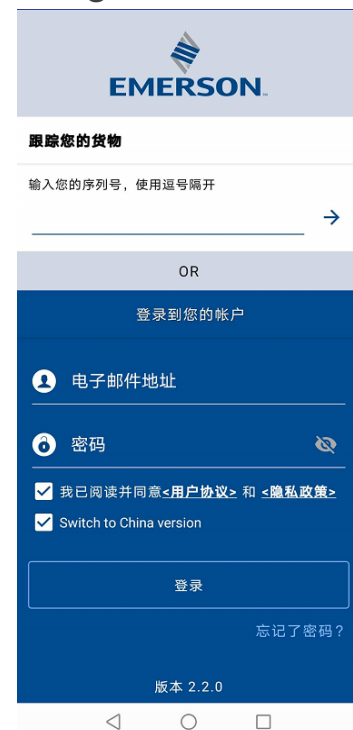 EMERSON
跟踪您的货物
输入您的序列号，使用逗号隔开
OR
登录到您的帐户
电子邮件地址
密码
我已阅读并同意<用户协议> 和 <隐私政策>
Switch to China version
登录
忘记了密码？
版本 2.2.0